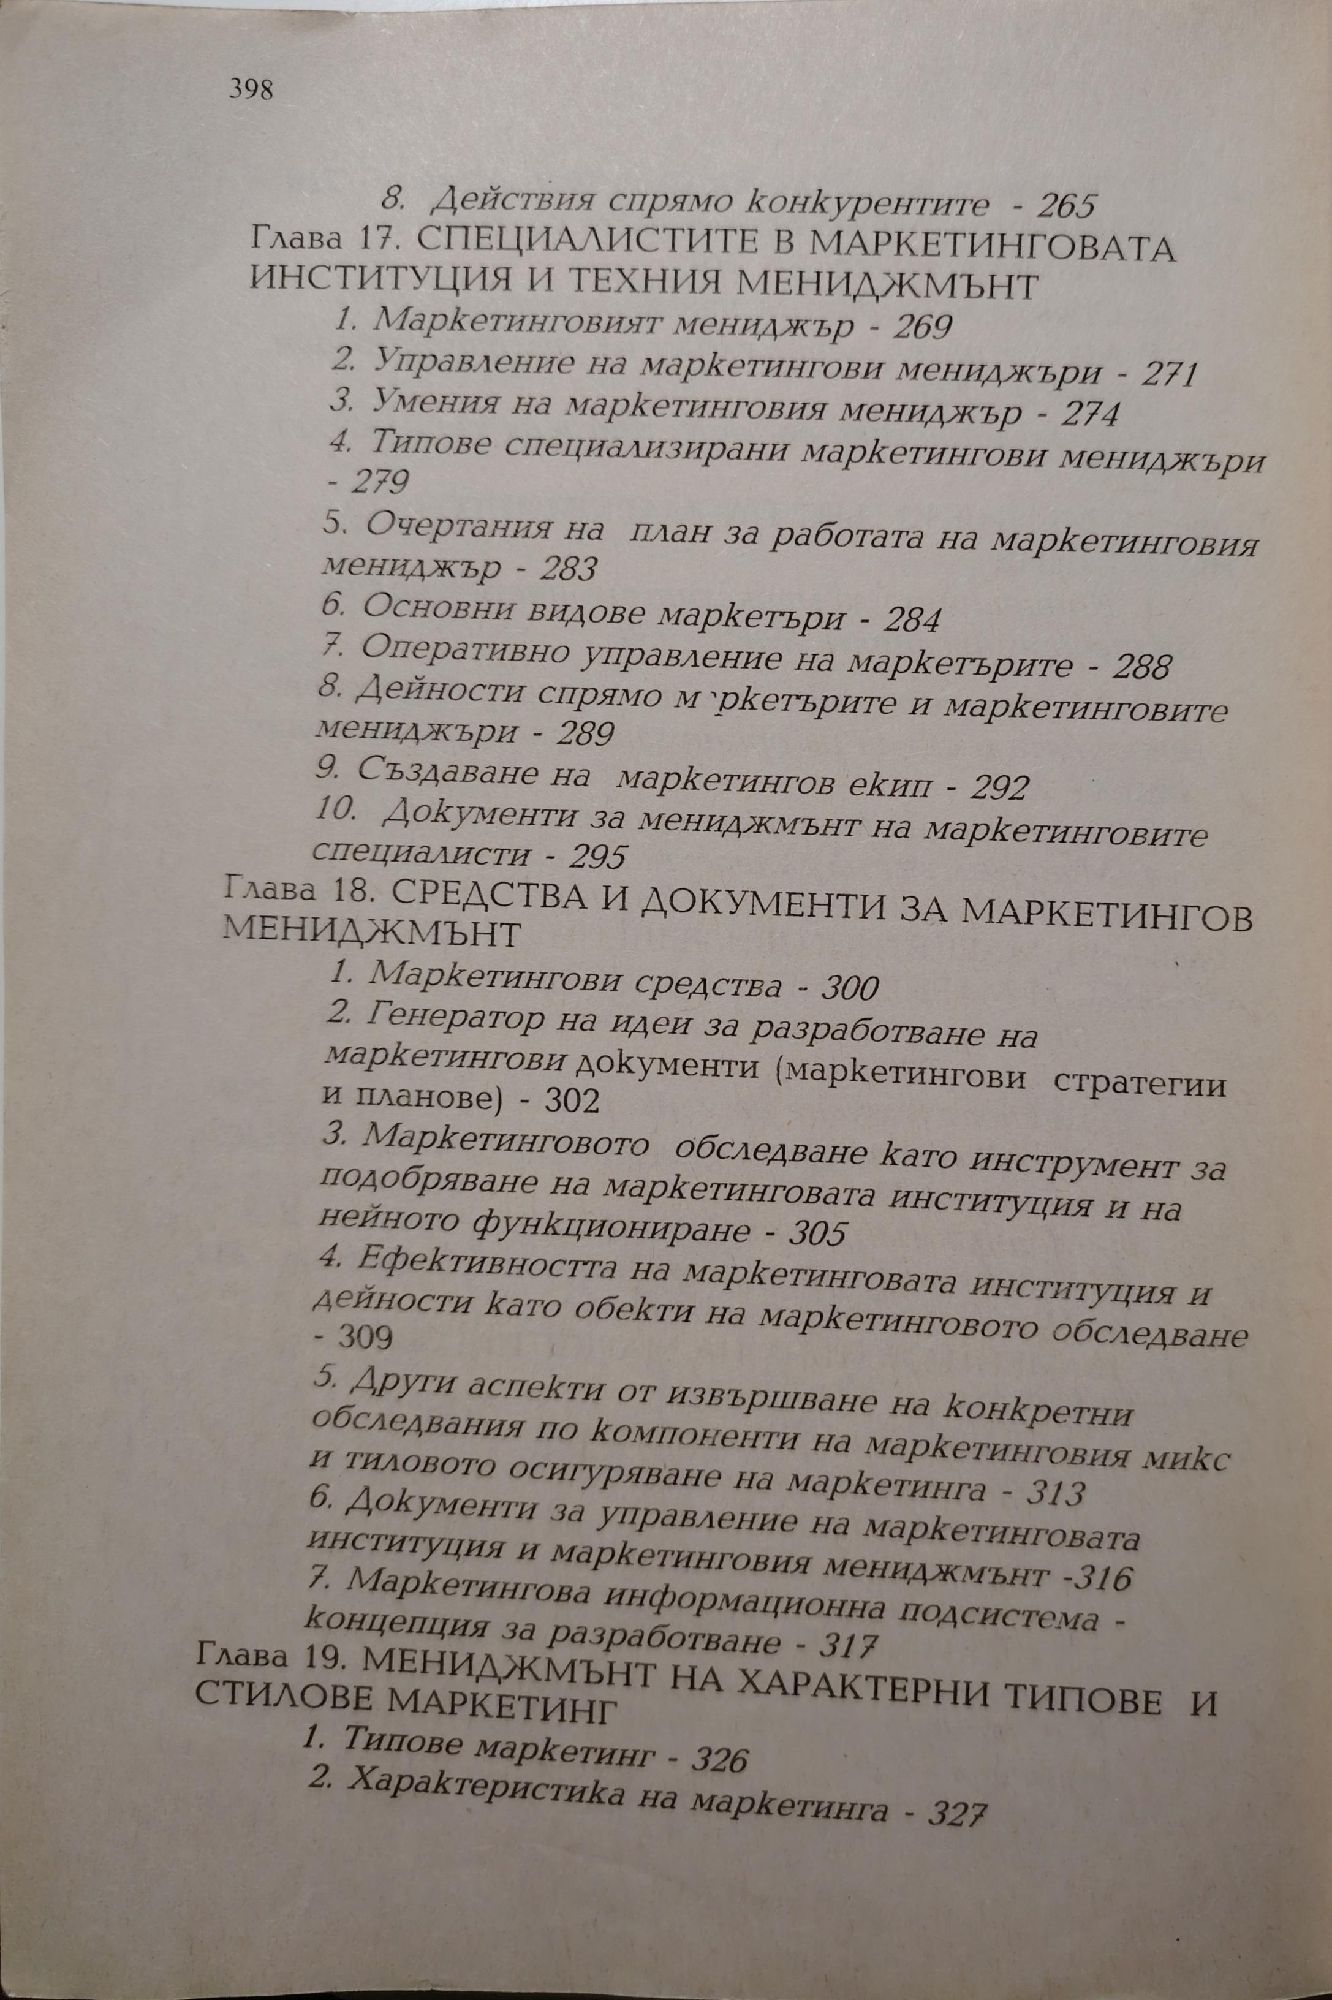 398
8. Действия спрямо конкурентите - 265
Глава 17. СПЕЦИАЛИСТИТЕ В МАРКЕТИНГОВАТА
ИНСТИТУЦИЯ И ТЕХНИЯ МЕНИДЖМЪНТ
1. Маркетинговият мениджър - 269
2. Управление на маркетингови мениджъри - 271
3. Умения на маркетинговия мениджър - 274
4. Типове специализирани маркетингови мениджъри
- 279
5. Очертания на план за работата на маркетинговия
мениджър - 283
6. Основни видове маркетъри - 284
7. Оперативно управление на маркетърите - 288
8. Дейности спрямо м`ркетърите и маркетинговите
мениджъри - 289
9. Създаване на маркетингов екип - 292
10. Документи за мениджмънт на маркетинговите
специалисти - 295
Глава 18. СРЕДСТВА И ДОКУМЕНТИ ЗА МАРКЕТИНГОВ
МЕНИДЖМЪНТ
1. Маркетингови средства - 300
2. Генератор на идеи за разработване на
маркетингови документи (маркетингови стратегии
и планове) - 302
3. Маркетинговото обследване като инструмент за
подобряване на маркетинговата институция и на
нейното функциониране - 305
4. Ефективността на маркетинговата институция и
дейности като обекти на маркетинговото обследване
- 309
5. Други аспекти от извършване на конкретни
обследвания по компоненти на маркетинговия микс
и тиловото осигуряване на маркетинга - 313
6. Документи за управление на маркетинговата
институция и маркетинговия мениджмънт -316
7. Маркетингова информационна подсистема -
концепция за разработване - 317
Глава 19. МЕНИДЖМЪНТ НА ХАРАКТЕРНИ ТИПОВЕ И
СТИЛОВЕ МАРКЕТИНГ
1. Типове маркетинг - 326
2. Характеристика на маркетинга - 327